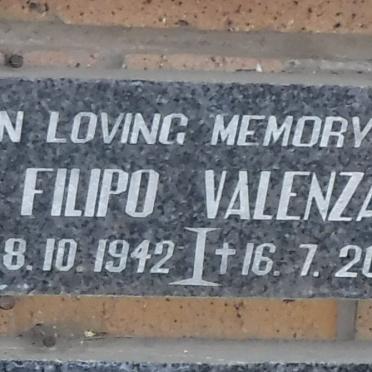 N LOVING MEMORY
FILIPO VALENZA
8.10.1942 †16.7.20